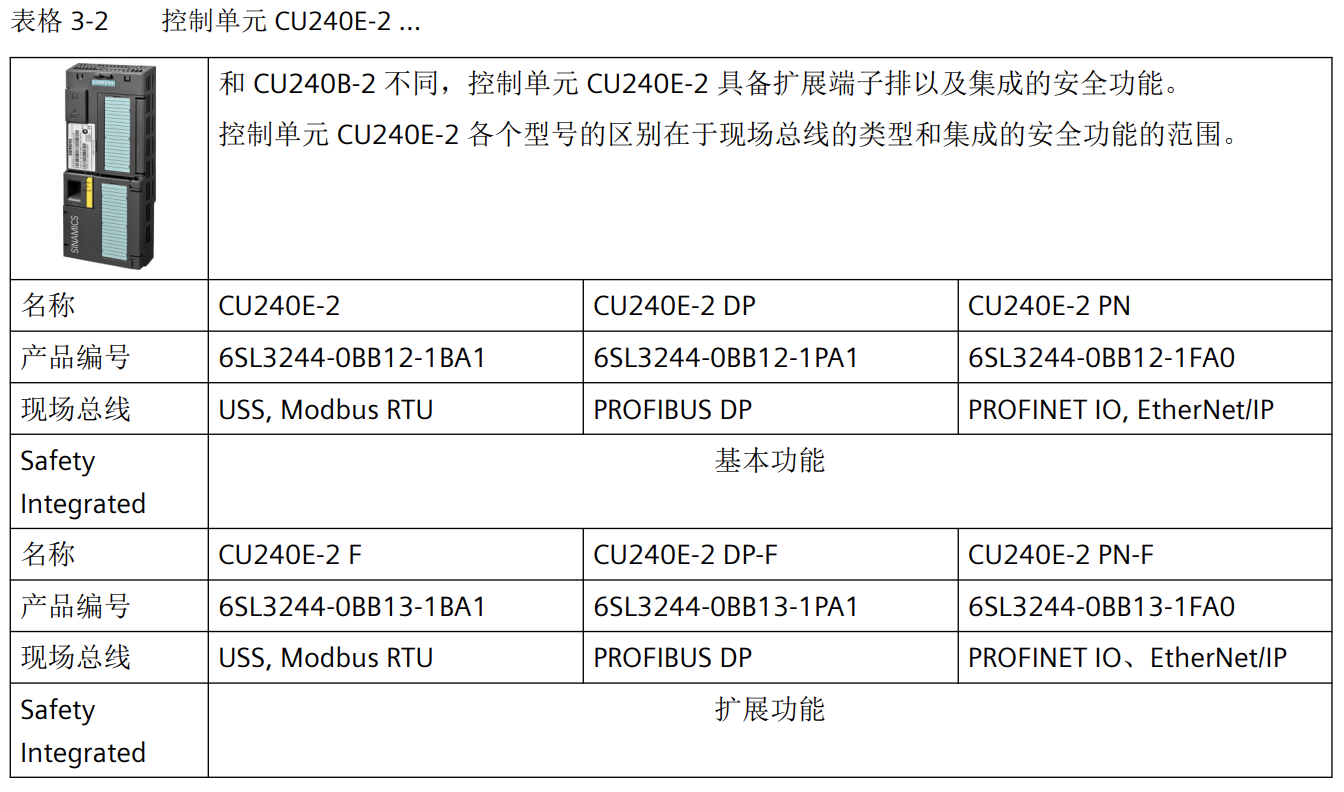 表格 3-2 控制单元 CU240E-2 ...
和 CU240B-2 不同，控制单元 CU240E-2 具备扩展端子排以及集成的安全功能。
控制单元 CU240E-2 各个型号的区别在于现场总线的类型和集成的安全功能的范围。
SIEMENS
SINAMICS
名称 CU240E-2 CU240E-2 DP CU240E-2 PN
产品编号 6SL3244-0BB12-1BA1 6SL3244-0BB12-1PA1 6SL3244-0BB12-1FA0
现场总线 USS, Modbus RTU PROFIBUS DP PROFINET IO, EtherNet/IP
Safety
Integrated
基本功能
名称 CU240E-2 F CU240E-2 DP-F CU240E-2 PN-F
产品编号 6SL3244-0BB13-1BA1 6SL3244-0BB13-1PA1 6SL3244-0BB13-1FA0
现场总线 USS, Modbus RTU PROFIBUS DP PROFINET IO、EtherNet/IP
Safety
Integrated
扩展功能